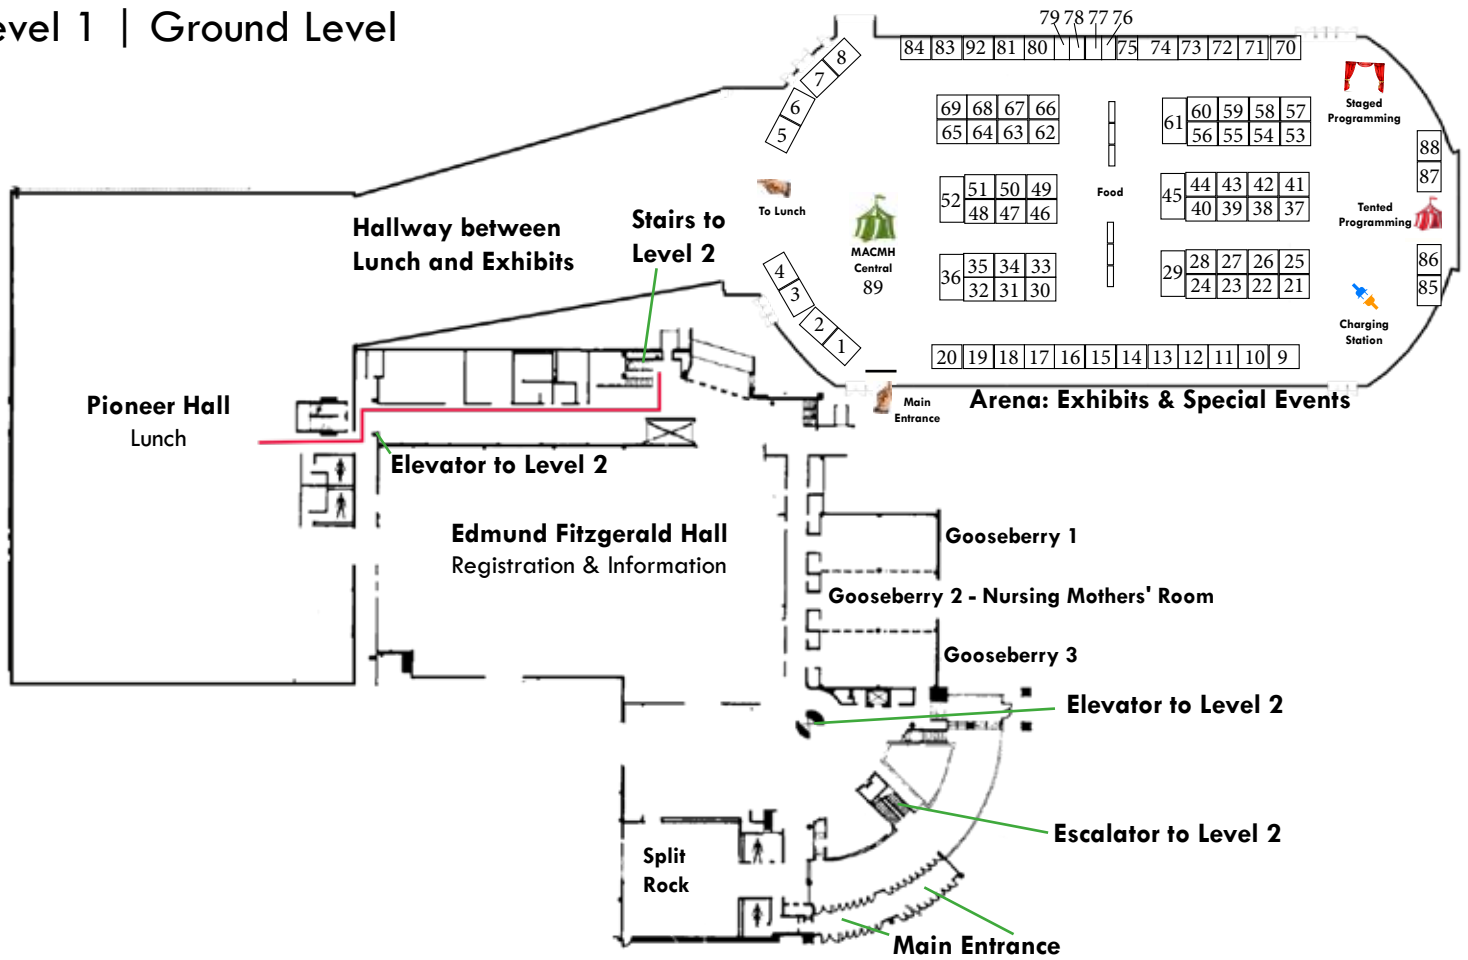 evel 1 | Ground Level
79 78 77 76
84 83 92 81 80 75 74 73 72 71 70
8
7
6
5
69 68 67 66
65 64 63 62
61 60 59 58 57
56 55 54 53
Staged
Programming
88
87
To Lunch
MACMH
Central
89
52 51 50 49
48 47 46
Food
45 44 43 42 41
40 39 38 37
Tented
Programming
Hallway between
Lunch and Exhibits
Stairs to
Level 2
4
3
2
1
36 35 34 33
32 31 30
29 28 27 26 25
24 23 22 21
86
85
Charging
Station
20 19 18 17 16 15 14 13 12 11 10 9
Main
Entrance
Arena: Exhibits & Special Events
Pioneer Hall
Lunch
Elevator to Level 2
Edmund Fitzgerald Hall
Registration & Information
Gooseberry 1
Gooseberry 2 - Nursing Mothers' Room
Gooseberry 3
Elevator to Level 2
Escalator to Level 2
Split
Rock
Main Entrance